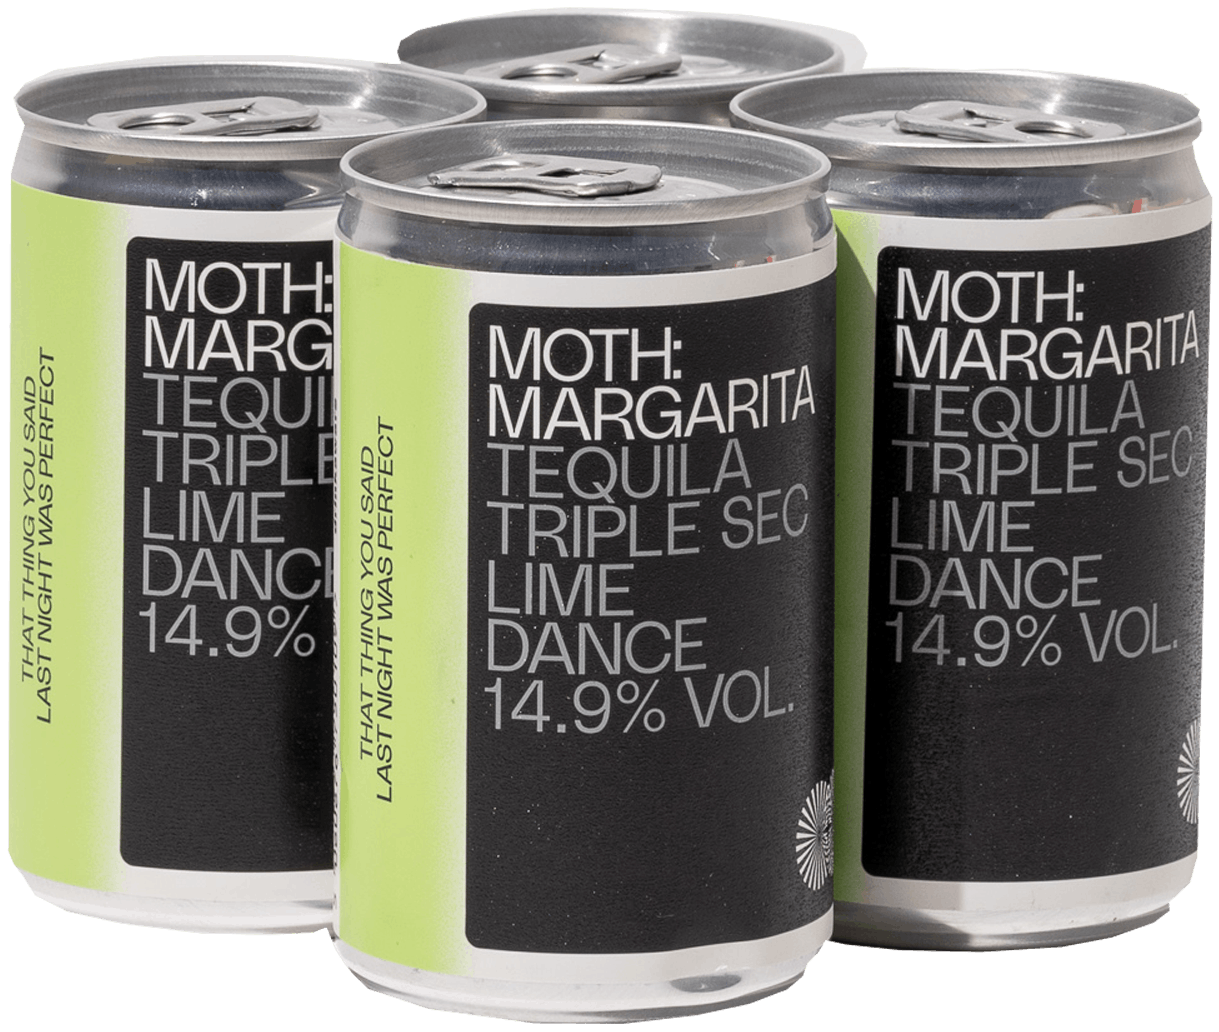 MOTH:
MARG
TEQUI
TRIPLE
LIME
DANCE
14.9%
THAT THING YOU SAID
LAST NIGHT WAS PERFECT
MOTH:
MARGARITA
TEQUILA
TRIPLE SEC
LIME
DANCE
14.9% VOL.
THAT THING YOU SAID
LAST NIGHT WAS PERFECT
MOTH:
MARGARITA
TEQUILA
TRIPLE SEC
LIME
DANCE
14.9% VOL.